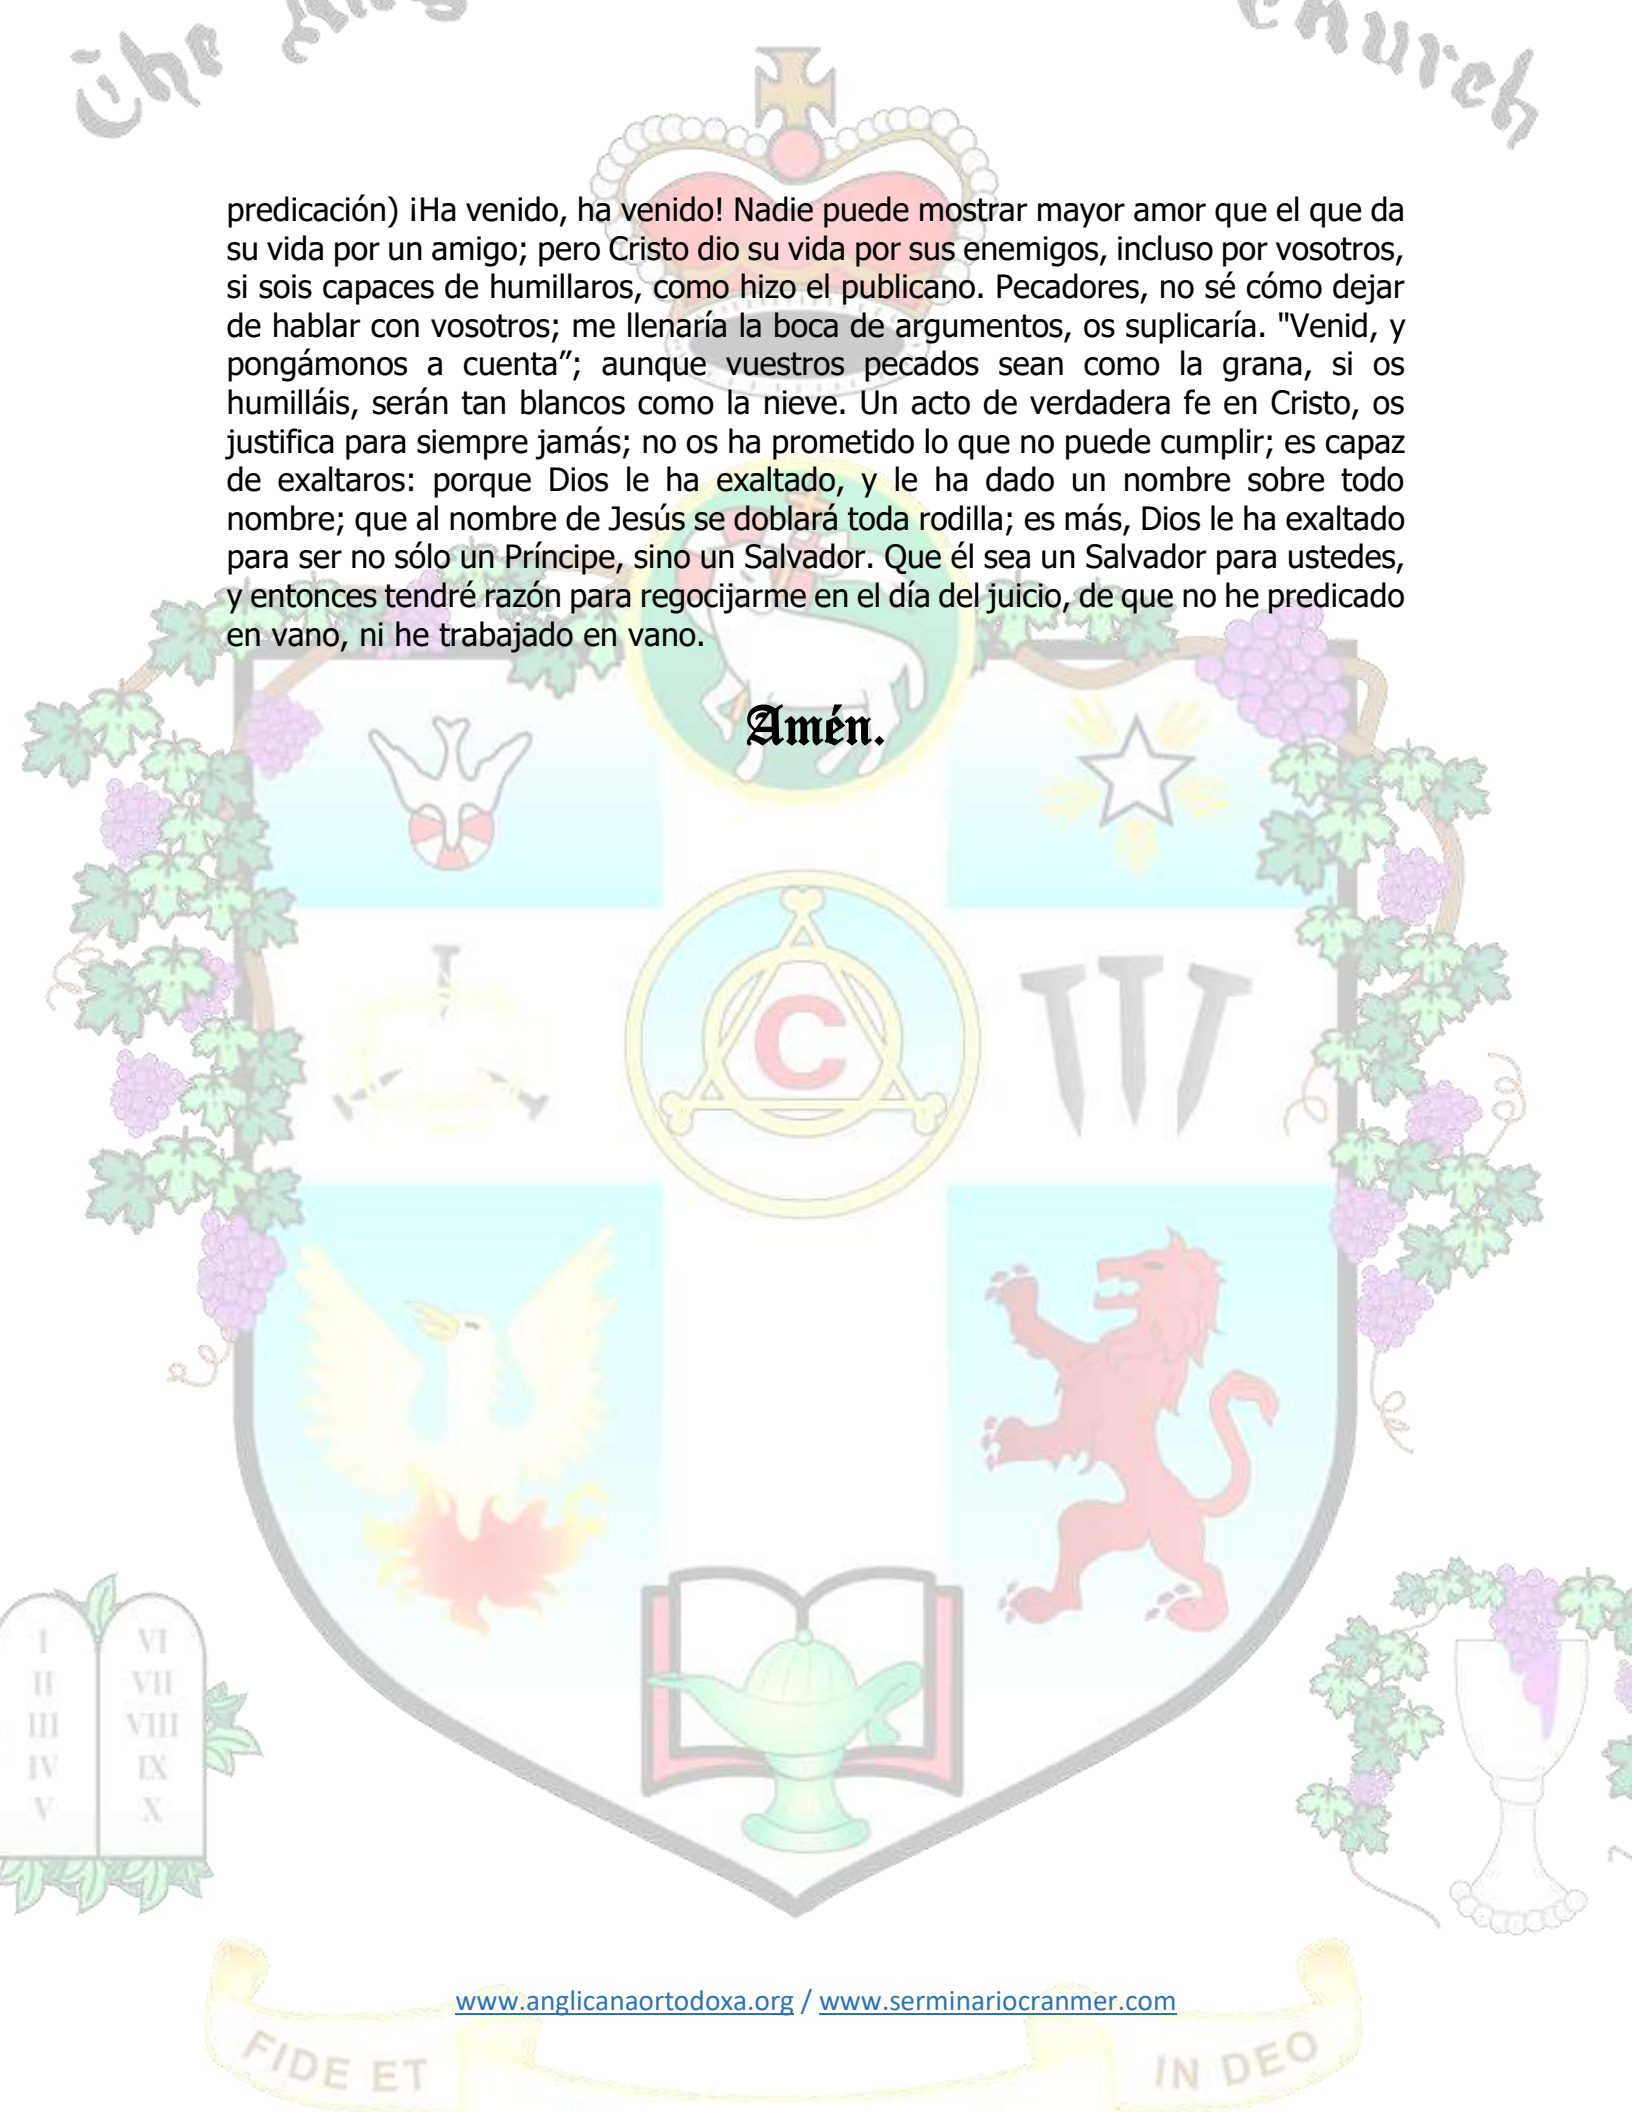 The
Church
predicación) ¡Ha venido, ha venido! Nadie puede mostrar mayor amor que el que da
su vida por un amigo; pero Cristo dio su vida por sus enemigos, incluso por vosotros,
si sois capaces de humillaros, como hizo el publicano. Pecadores, no sé cómo dejar
de hablar con vosotros; me llenaría la boca de argumentos, os suplicaría. "Venid, y
pongámonos a cuenta”; aunque vuestros pecados sean como la grana, si os
humilláis, serán tan blancos como la nieve. Un acto de verdadera fe en Cristo, os
justifica para siempre jamás; no os ha prometido lo que no puede cumplir; es capaz
de exaltaros: porque Dios le ha exaltado, y le ha dado un nombre sobre todo
nombre; que al nombre de Jesús se doblará toda rodilla; es más, Dios le ha exaltado
para ser no sólo un Príncipe, sino un Salvador. Que él sea un Salvador para ustedes,
y entonces tendré razón para regocijarme en el día del juicio, de que no he predicado
en vano, ni he trabajado en vano.
Amén.
C
I VI
II VII
III VIII
IV IX
V X
www.anglicanaortodoxa.org / www.serminariocranmer.com
FIDE ET
IN DEO